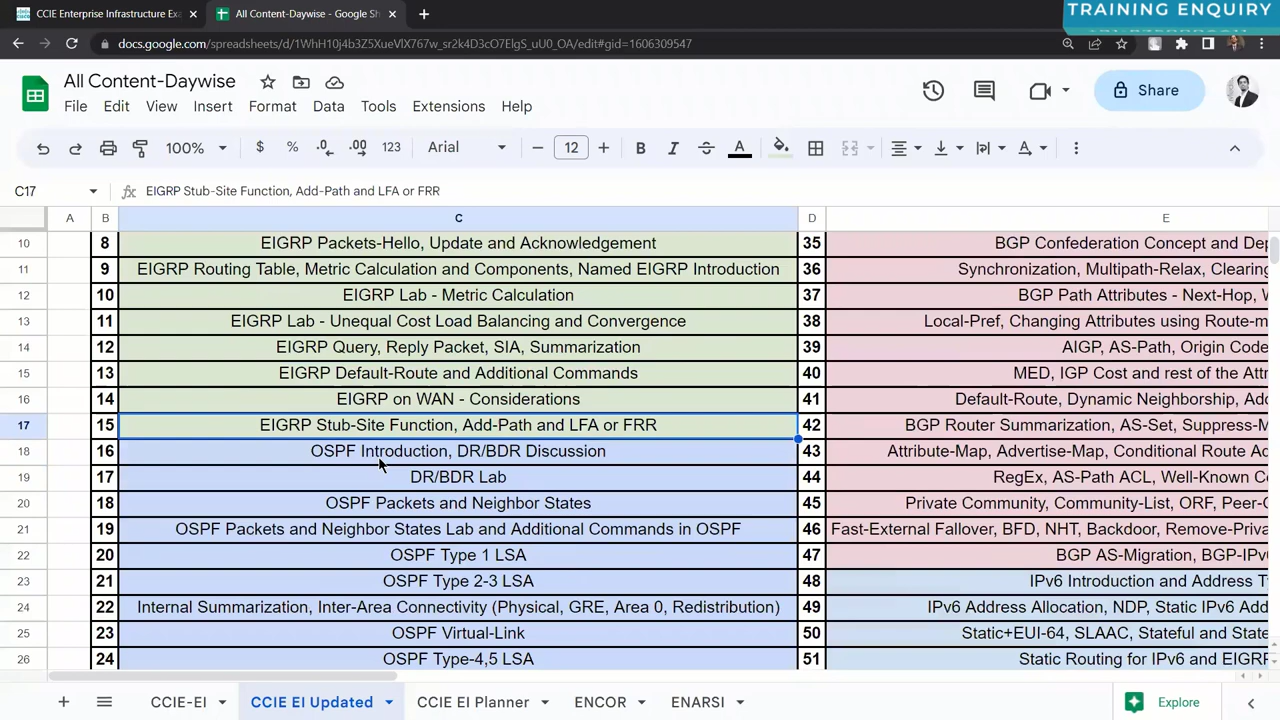 CCIE Enterprise Infrastructure Exa
All Content-Daywise - Google Sh
TRAINING ENQUIRY
docs.google.com/spreadsheets/d/1WhH10j4b3Z5XueVlX767w_sr2k4D3cO7ElgS_uU0_OA/edit#gid=1606309547
All Content-Daywise
File Edit View Insert Format Data Tools Extensions Help
Share
100% $ % .0 .00 123 Arial 12 B I S A
C17 fx EIGRP Stub-Site Function, Add-Path and LFA or FRR
A B C D E
10 8 EIGRP Packets-Hello, Update and Acknowledgement 35 BGP Confederation Concept and Dep
11 9 EIGRP Routing Table, Metric Calculation and Components, Named EIGRP Introduction 36 Synchronization, Multipath-Relax, Clearing
12 10 EIGRP Lab - Metric Calculation 37 BGP Path Attributes - Next-Hop, W
13 11 EIGRP Lab - Unequal Cost Load Balancing and Convergence 38 Local-Pref, Changing Attributes using Route-m
14 12 EIGRP Query, Reply Packet, SIA, Summarization 39 AIGP, AS-Path, Origin Code
15 13 EIGRP Default-Route and Additional Commands 40 MED, IGP Cost and rest of the Attr
16 14 EIGRP on WAN - Considerations 41 Default-Route, Dynamic Neighborship, Add
17 15 EIGRP Stub-Site Function, Add-Path and LFA or FRR 42 BGP Router Summarization, AS-Set, Suppress-M
18 16 OSPF Introduction, DR/BDR Discussion 43 Attribute-Map, Advertise-Map, Conditional Route Ad
19 17 DR/BDR Lab 44 RegEx, AS-Path ACL, Well-Known Co
20 18 OSPF Packets and Neighbor States 45 Private Community, Community-List, ORF, Peer-G
21 19 OSPF Packets and Neighbor States Lab and Additional Commands in OSPF 46 Fast-External Fallover, BFD, NHT, Backdoor, Remove-Priva
22 20 OSPF Type 1 LSA 47 BGP AS-Migration, BGP-IPv
23 21 OSPF Type 2-3 LSA 48 IPv6 Introduction and Address T
24 22 Internal Summarization, Inter-Area Connectivity (Physical, GRE, Area 0, Redistribution) 49 IPv6 Address Allocation, NDP, Static IPv6 Add
25 23 OSPF Virtual-Link 50 Static+EUI-64, SLAAC, Stateful and State
26 24 OSPF Type-4,5 LSA 51 Static Routing for IPv6 and EIGR
CCIE-EI CCIE EI Updated CCIE EI Planner ENCOR ENARSI Explore